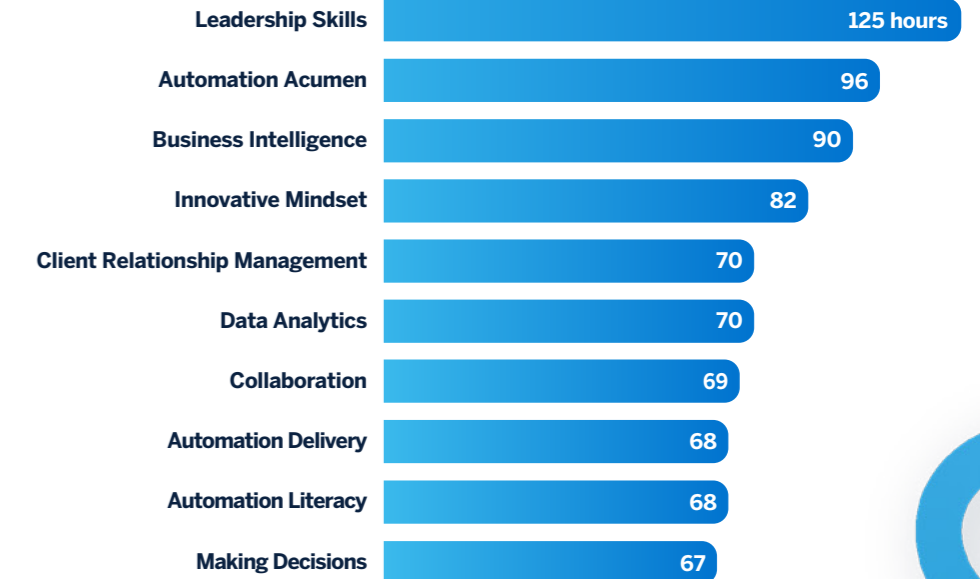 Leadership Skills 125 hours
Automation Acumen 96
Business Intelligence 90
Innovative Mindset 82
Client Relationship Management 70
Data Analytics 70
Collaboration 69
Automation Delivery 68
Automation Literacy 68
Making Decisions 67